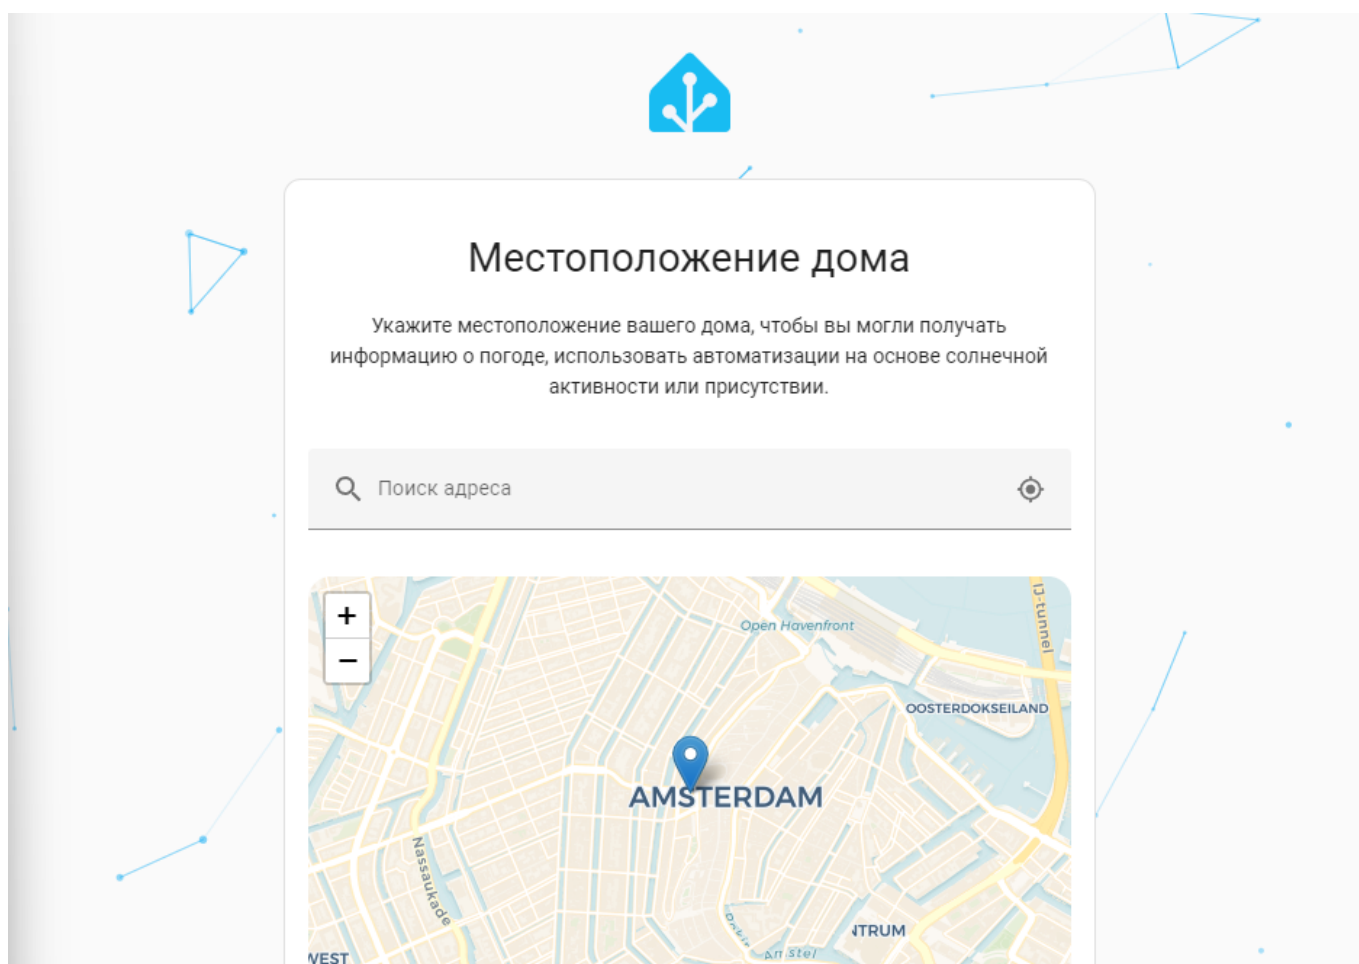 Местоположение дома
Укажите местоположение вашего дома, чтобы вы могли получать
информацию о погоде, использовать автоматизации на основе солнечной
активности или присутствии.
Поиск адреса
+
−
Open Havenfront
IJ-tunnel
OOSTERDOKSEILAND
AMSTERDAM
Nassaukade
NTRUM
Amstel
WEST